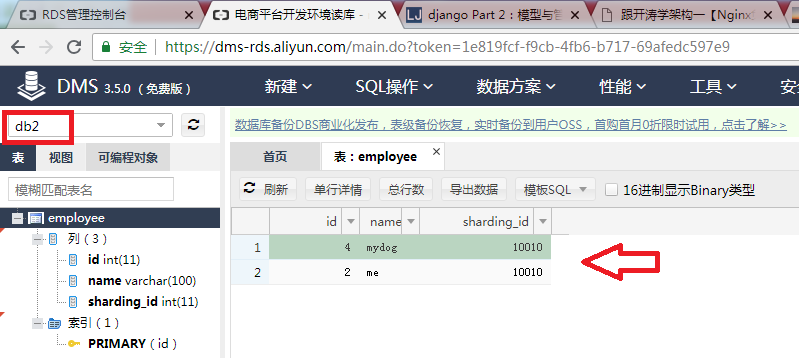 RDS管理控制台 电商平台开发环境读库 - django Part 2：模型与管 跟开涛学架构一【Nginx
安全 https://dms-rds.aliyun.com/main.do?token=1e819fcf-f9cb-4fb6-b717-69afedc597e9
DMS 3.5.0（免费版） 新建 SQL操作 数据方案 性能 工具 安全
db2
数据库备份DBS商业化发布，表级备份恢复，实时备份到用户OSS，首购首月0折限时试用，点击了解>>
表 视图 可编程对象
首页 表：employee
模糊匹配表名
刷新 单行详情 总行数 导出数据 模板SQL 16进制显示Binary类型
employee
id name sharding_id
列（3）
1 4 mydog 10010
id int(11)
2 2 me 10010
name varchar(100)
sharding_id int(11)
索引（1）
PRIMARY（id）